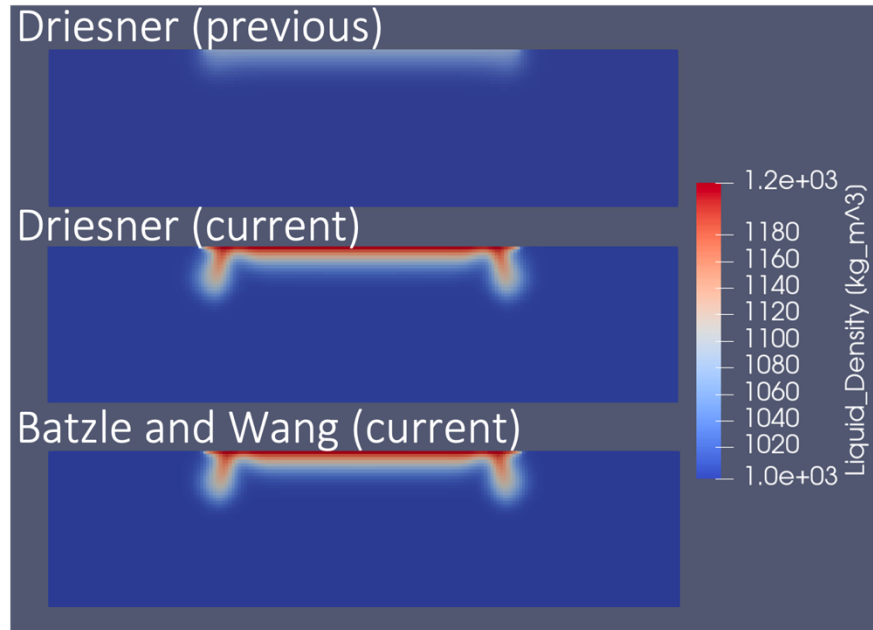 Driesner (previous)
Driesner (current)
Batzle and Wang (current)
1.2e+03
1180
1160
1140
1120
1100
1080
1060
1040
1020
1.0e+03
Liquid_Density (kg_m^3)